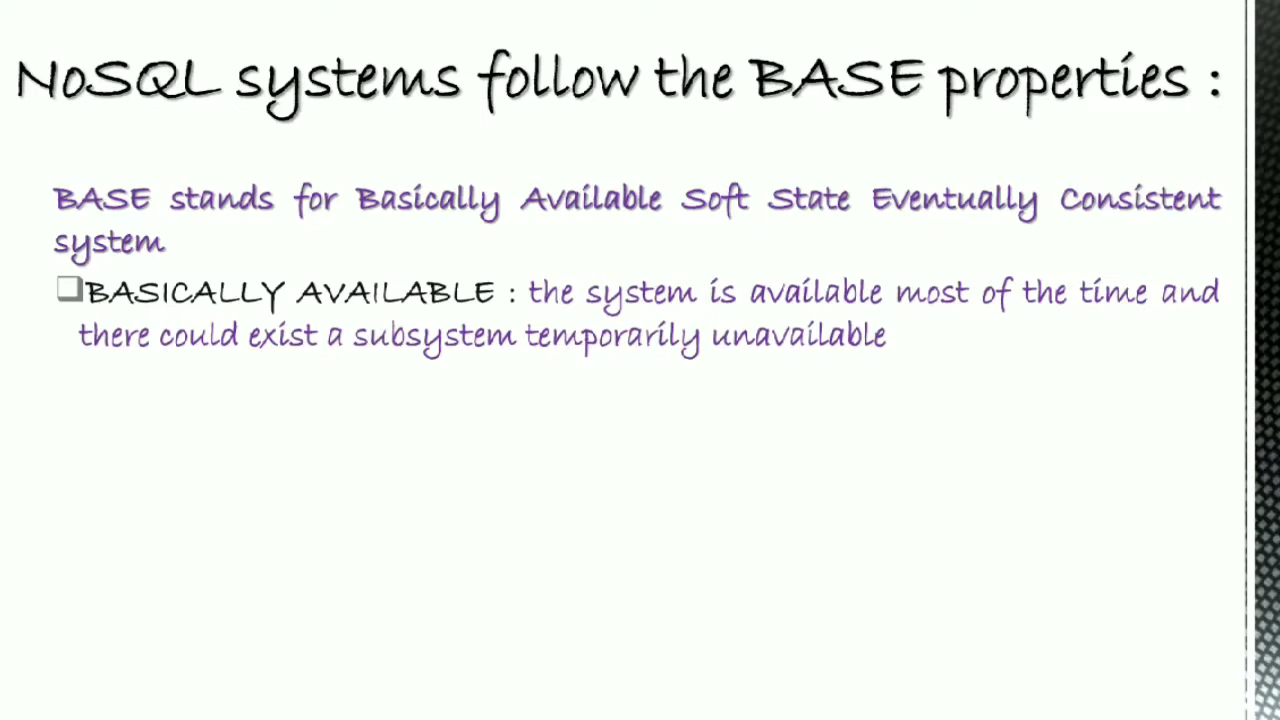 NoSQL systems follow the BASE properties :
BASE stands for Basically Available Soft State Eventually Consistent
system
BASICALLY AVAILABLE : the system is available most of the time and
there could exist a subsystem temporarily unavailable